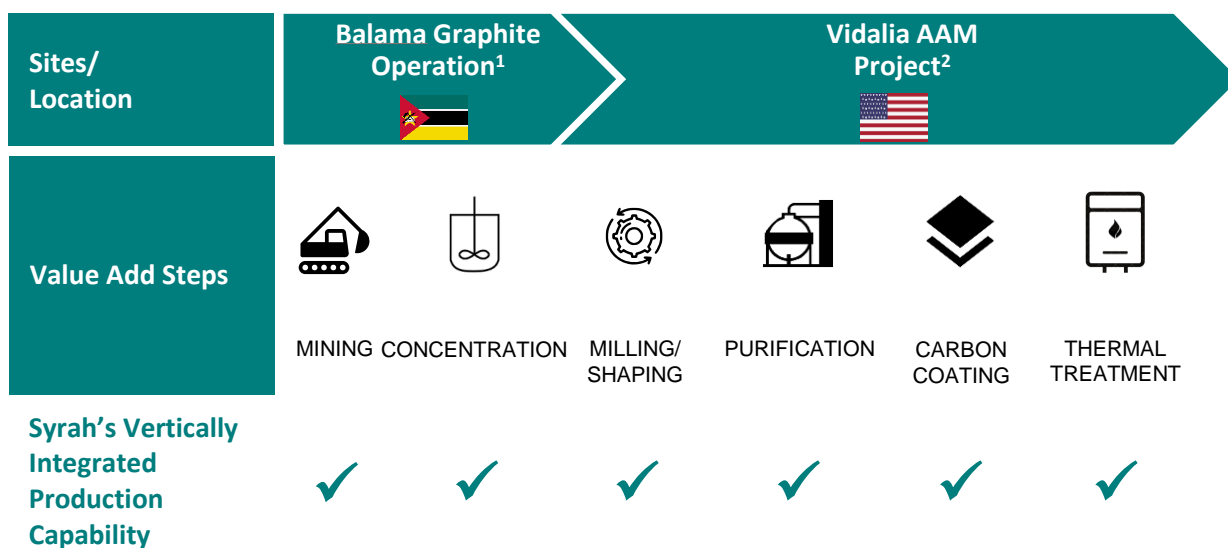 Sites/
Location
Balama Graphite
Operation¹
Vidalia AAM
Project²
Value Add Steps
MINING
CONCENTRATION
MILLING/
SHAPING
PURIFICATION
CARBON
COATING
THERMAL
TREATMENT
Syrah's Vertically
Integrated
Production
Capability